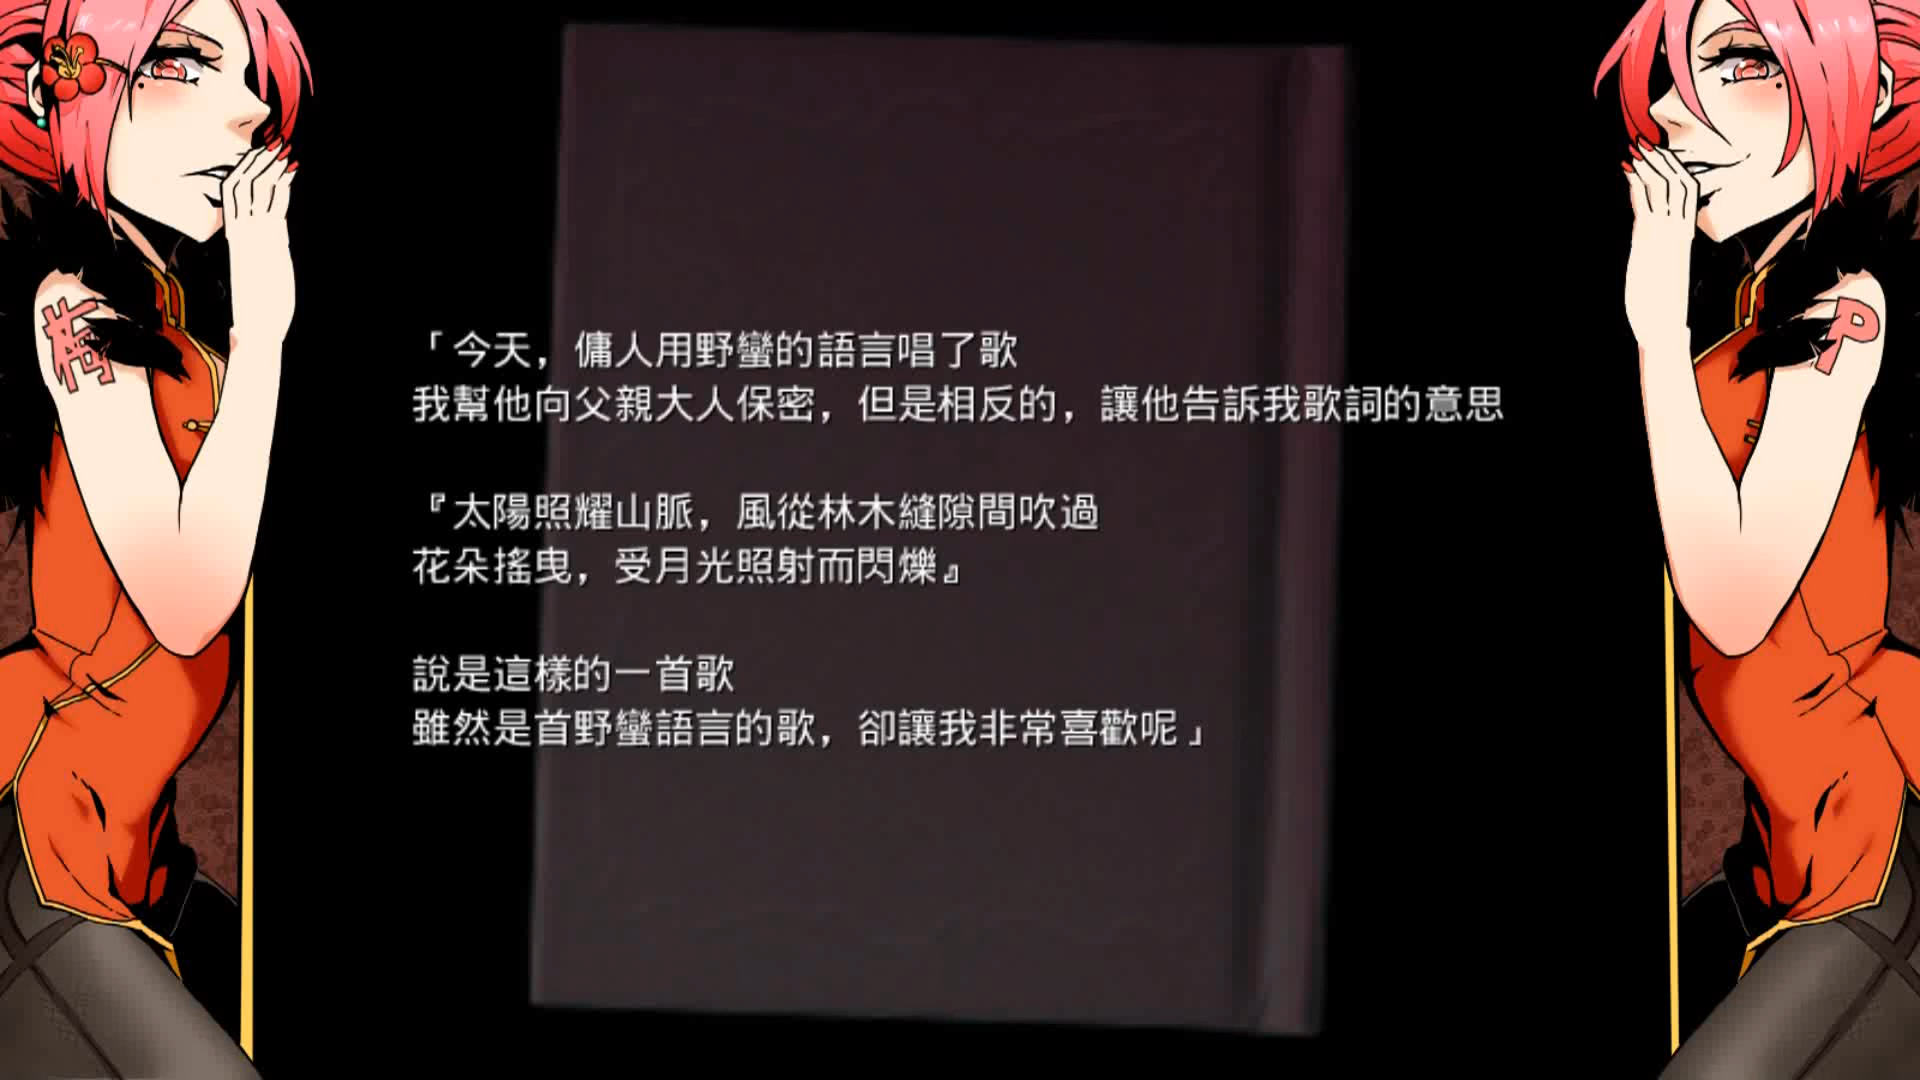 「今天，傭人用野蠻的語言唱了歌
我幫他向父親大人保密，但是相反的，讓他告訴我歌詞的意思
『太陽照耀山脈，風從林木縫隙間吹過
花朵搖曳，受月光照射而閃爍』
說是這樣的一首歌
雖然是首野蠻語言的歌，卻讓我非常喜歡呢」
梅
P